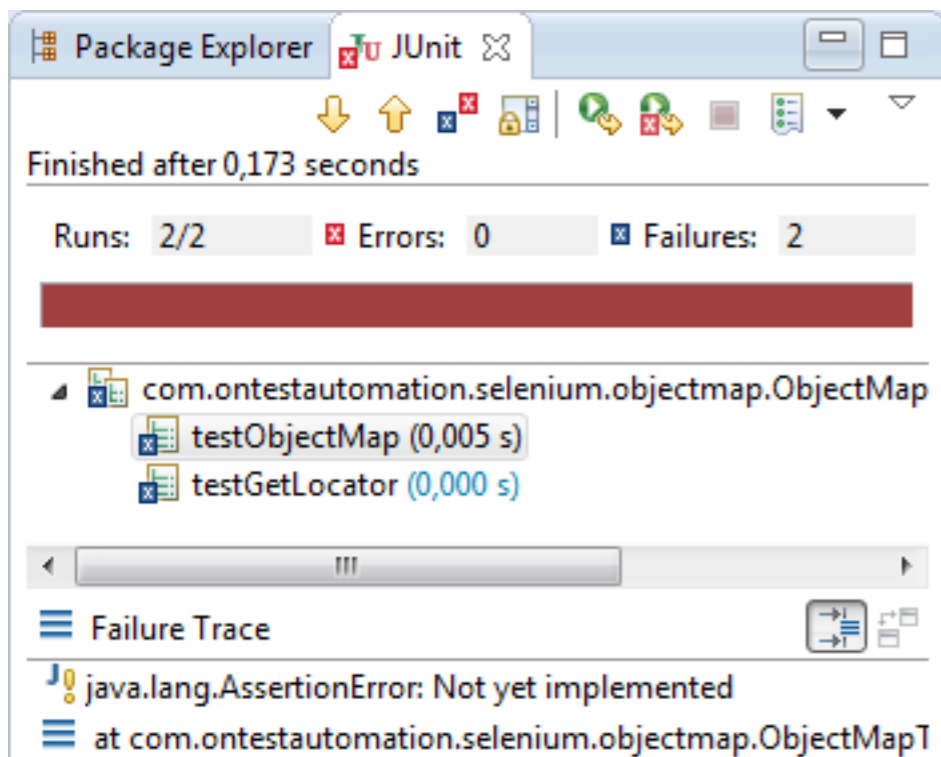 Package Explorer JUnit
Finished after 0,173 seconds
Runs: 2/2 Errors: 0 Failures: 2
com.ontestautomation.selenium.objectmap.ObjectMap
testObjectMap (0,005 s)
testGetLocator (0,000 s)
Failure Trace
java.lang.AssertionError: Not yet implemented
at com.ontestautomation.selenium.objectmap.ObjectMapT